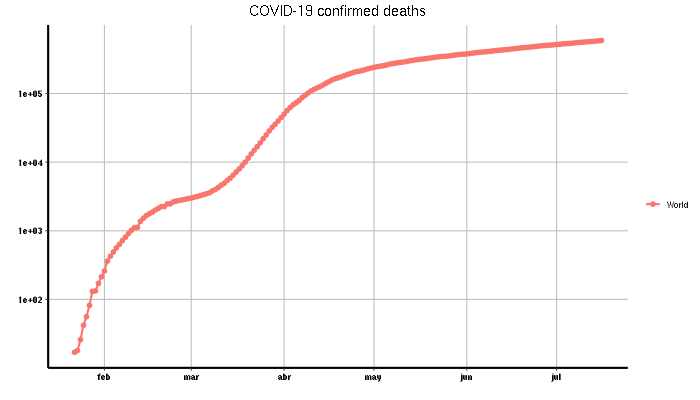 COVID-19 confirmed deaths
1e+05
1e+04
1e+03
1e+02
feb mar abr may jun jul
World